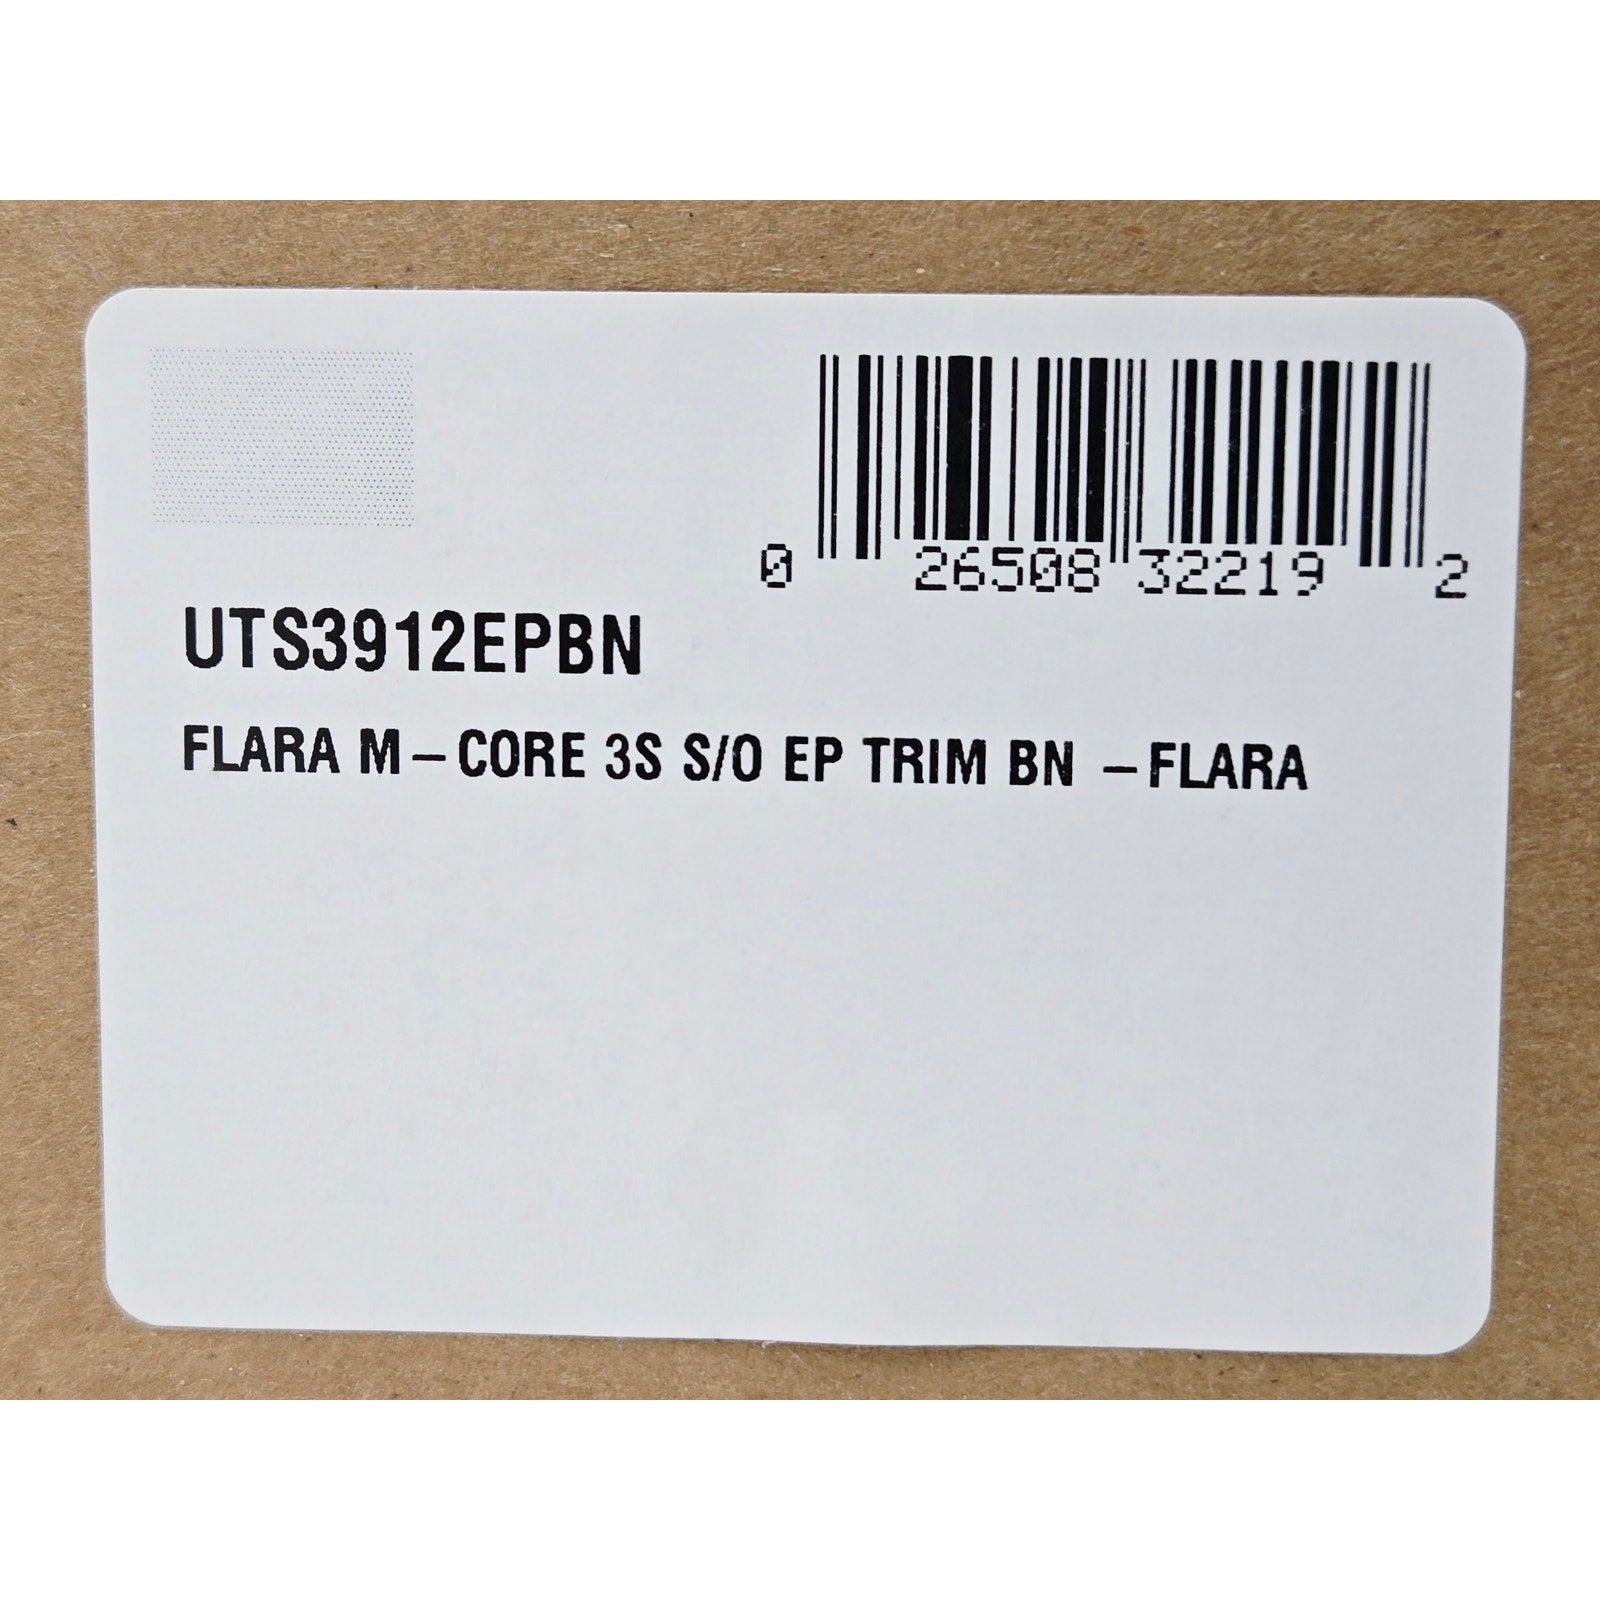 0 26508 32219 2
UTS3912EPBN
FLARA M-CORE 3S S/O EP TRIM BN -FLARA